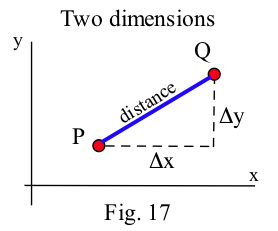 Two dimensions
y
Q
distance
P
Δy
Δx
x
Fig. 17